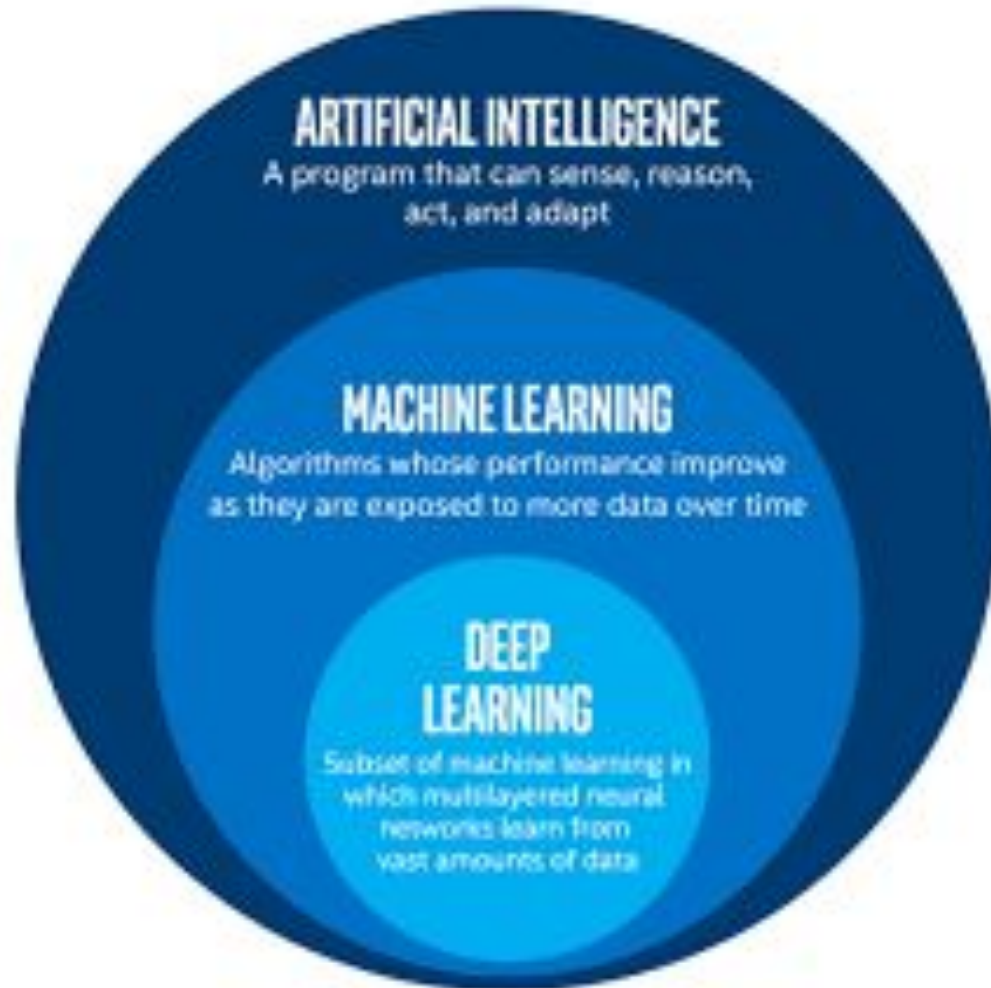 ARTIFICIAL INTELLIGENCE
A program that can sense, reason,
act, and adapt
MACHINE LEARNING
Algorithms whose performance improve
as they are exposed to more data over time
DEEP
LEARNING
Subset of machine learning in
which multilayered neural
networks learn from
vast amounts of data